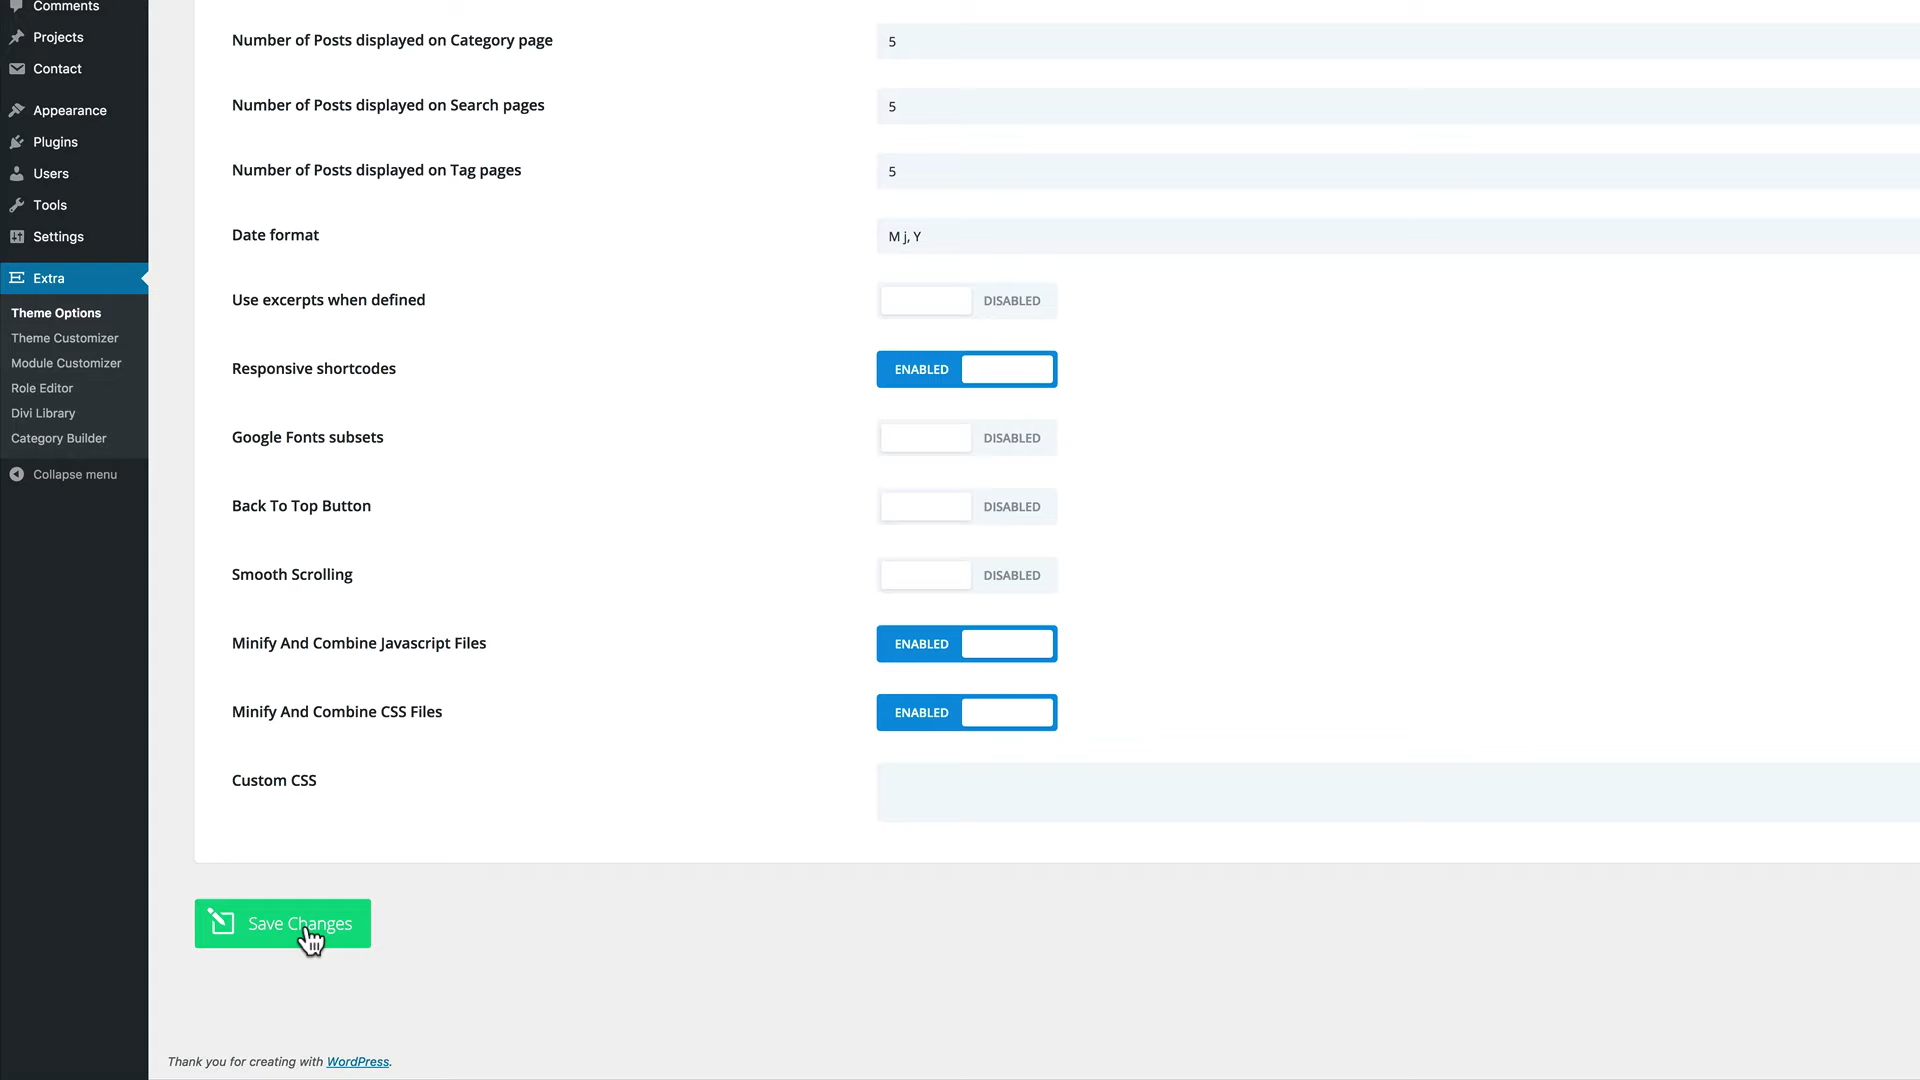 Comments
Projects
Contact
Appearance
Plugins
Users
Tools
Settings
Extra
Theme Options
Theme Customizer
Module Customizer
Role Editor
Divi Library
Category Builder
Collapse menu
Number of Posts displayed on Category page 5
Number of Posts displayed on Search pages 5
Number of Posts displayed on Tag pages 5
Date format M j, Y
Use excerpts when defined DISABLED
Responsive shortcodes ENABLED
Google Fonts subsets DISABLED
Back To Top Button DISABLED
Smooth Scrolling DISABLED
Minify And Combine Javascript Files ENABLED
Minify And Combine CSS Files ENABLED
Custom CSS
Save Changes
Thank you for creating with WordPress.